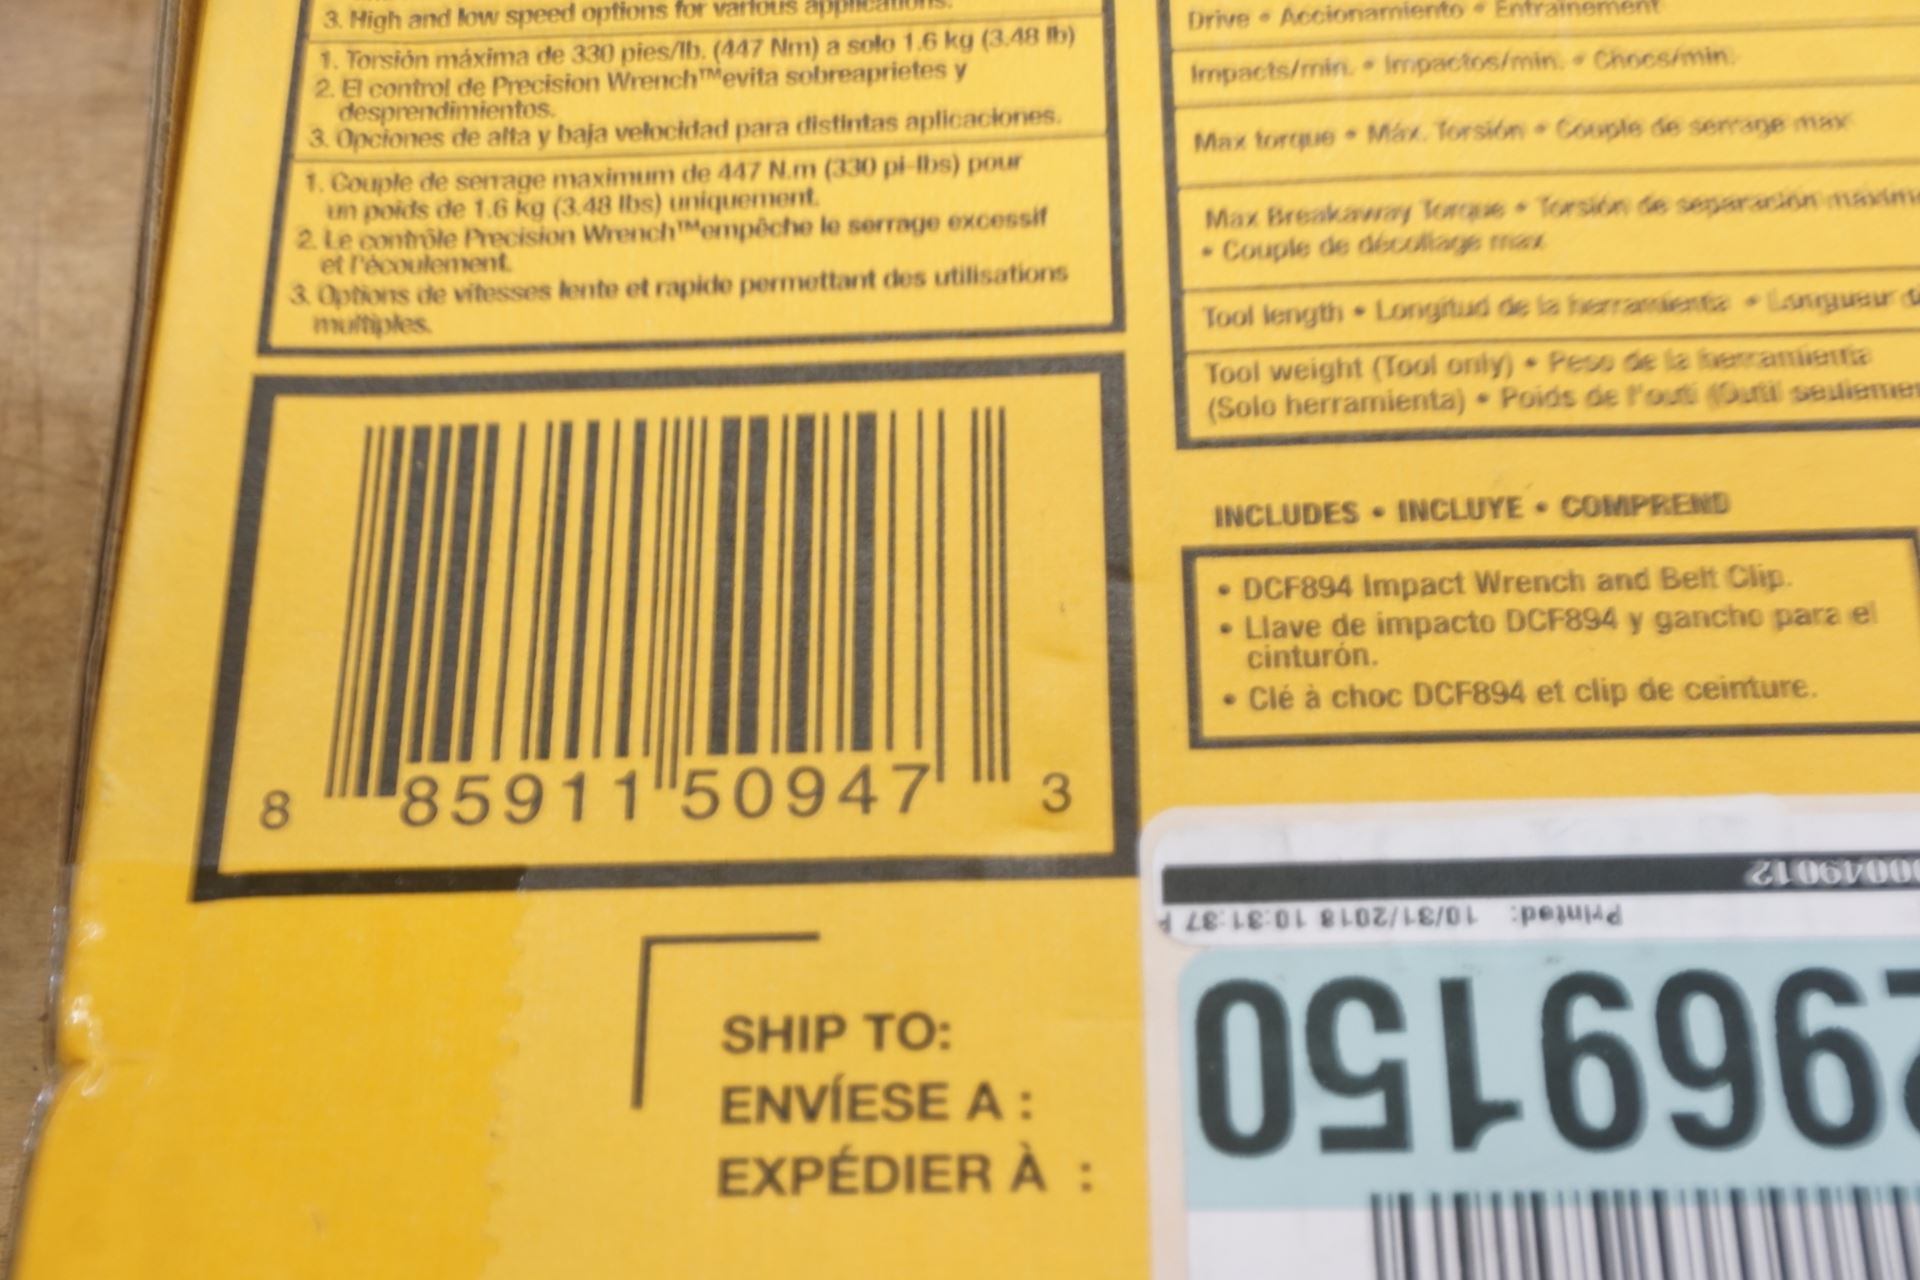 3. High and low speed options for various applications.
1. Torsión máxima de 330 pies/lb. (447 Nm) a solo 1.6 kg (3.48 lb)
2. El control de Precision Wrench™evita sobreaprietes y
desprendimientos.
3. Opciones de alta y baja velocidad para distintas aplicaciones.
1. Couple de serrage maximum de 447 N.m (330 pi-lbs) pour
un poids de 1.6 kg (3.48 lbs) uniquement.
2. Le contrôle Precision Wrench™empêche le serrage excessif
et l'écoulement.
3. Options de vitesses lente et rapide permettant des utilisations
multiples.
8 85911 50947 3
Drive • Accionamiento • Entraînement
Impacts/min. • Impactos/min. • Chocs/min.
Max torque • Máx. Torsión • Couple de serrage max
Max Breakaway Torque • Torsión de separación
• Couple de décollage max
Tool length • Longitud de la herramienta • Longueur
Tool weight (Tool only) • Peso de la herramienta
(Solo herramienta) • Poids de l'outil (Outil
INCLUDES • INCLUYE • COMPREND
• DCF894 Impact Wrench and Belt Clip.
• Llave de impacto DCF894 y gancho para el
cinturón.
• Clé à choc DCF894 et clip de ceinture.
SHIP TO:
ENVÍESE A :
EXPÉDIER À :
00049012
Printed: 10/31/2018 10:31:37 P
2969150